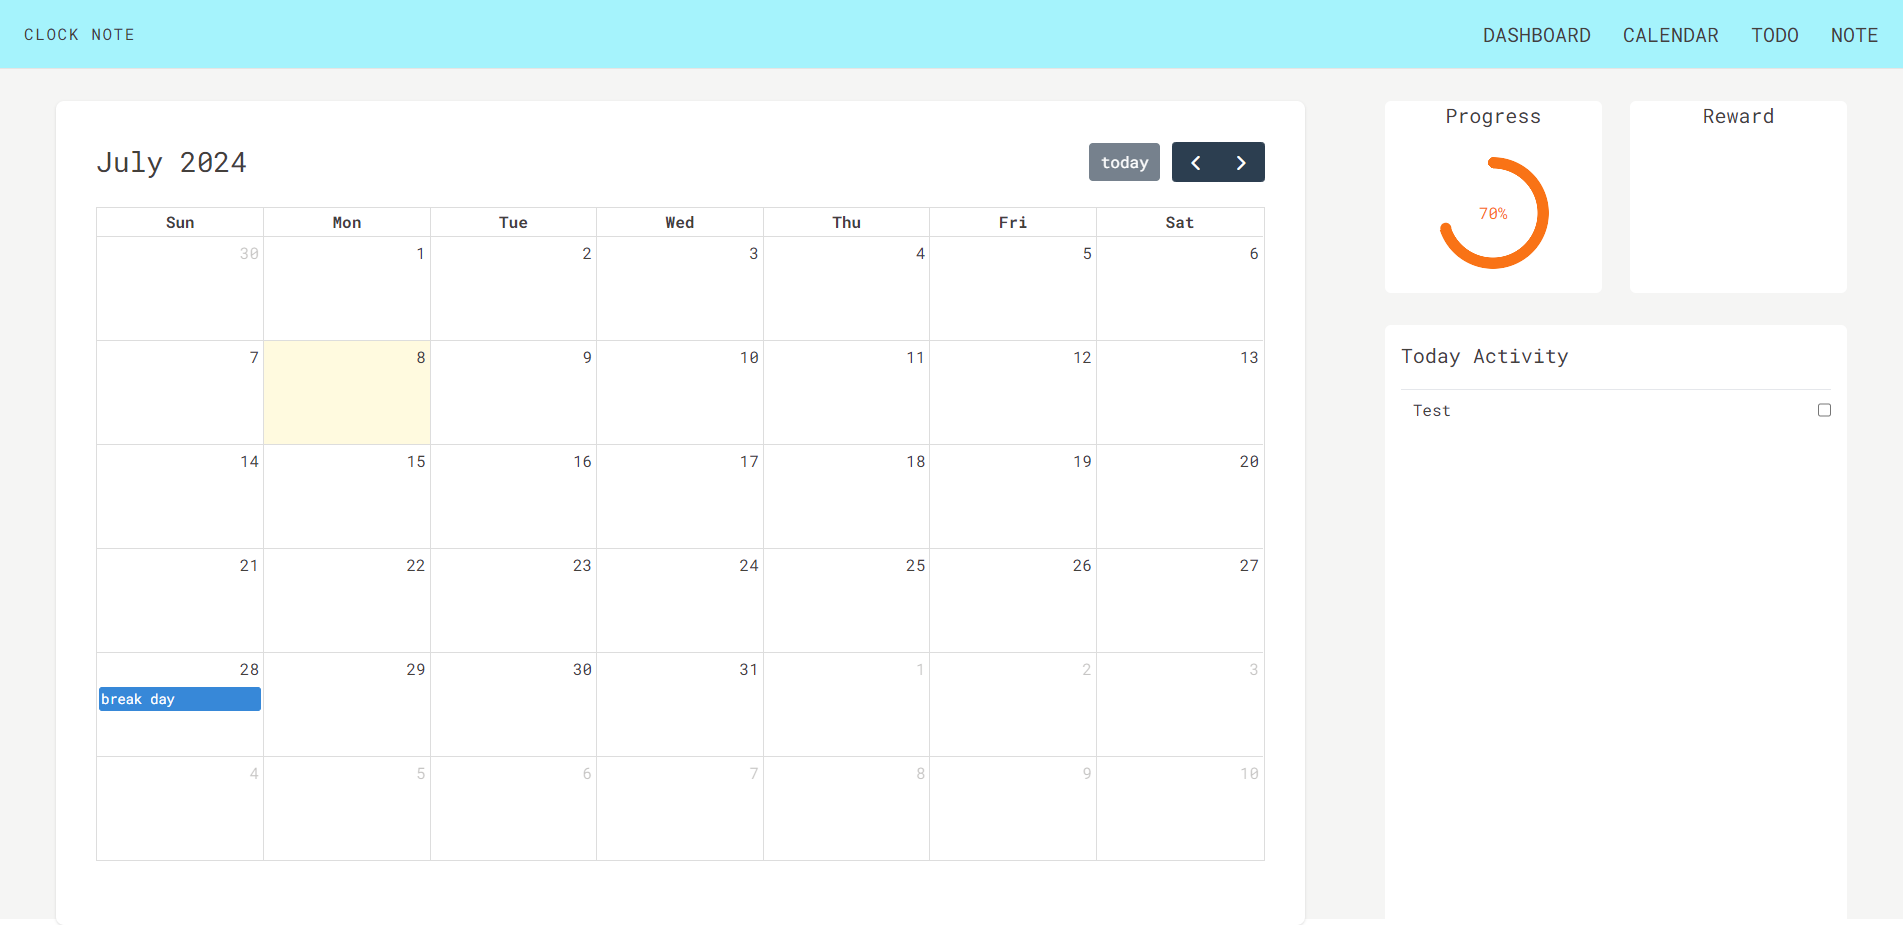 CLOCK NOTE
DASHBOARD CALENDAR TODO NOTE
July 2024
today
Sun Mon Tue Wed Thu Fri Sat
30 1 2 3 4 5 6
7 8 9 10 11 12 13
14 15 16 17 18 19 20
21 22 23 24 25 26 27
28 29 30 31 1 2 3
break day
4 5 6 7 8 9 10
Progress
70%
Reward
Today Activity
Test